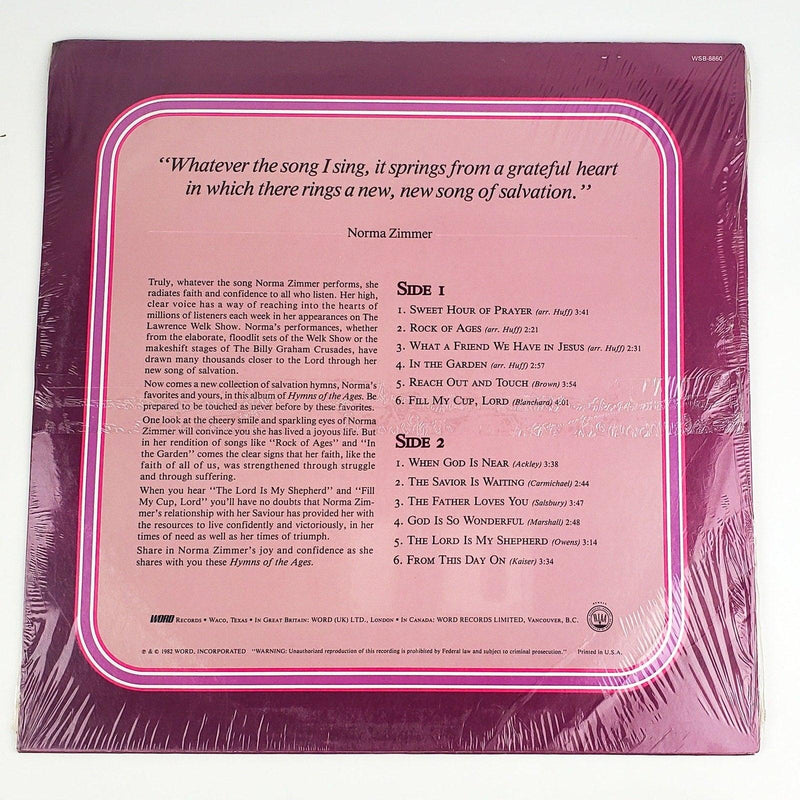 WSB-8860
“Whatever the song I sing, it springs from a grateful heart
in which there rings a new, new song of salvation.”
Norma Zimmer
Truly, whatever the song Norma Zimmer performs, she
radiates faith and confidence to all who listen. Her high,
clear voice has a way of reaching into the hearts of
millions of listeners each week in her appearances on The
Lawrence Welk Show. Norma's performances, whether
from the elaborate, floodlit sets of the Welk Show or the
makeshift stages of The Billy Graham Crusades, have
drawn many thousands closer to the Lord through her
new song of salvation.
Now comes a new collection of salvation hymns, Norma's
favorites and yours, in this album of Hymns of the Ages. Be
prepared to be touched as never before by these favorites.
One look at the cheery smile and sparkling eyes of Norma
Zimmer will convince you she has lived a joyous life. But
in her rendition of songs like “Rock of Ages” and “In
the Garden” comes the clear signs that her faith, like the
faith of all of us, was strengthened through struggle
and through suffering.
When you hear “The Lord Is My Shepherd” and “Fill
My Cup, Lord” you'll have no doubts that Norma Zim-
mer's relationship with her Saviour has provided her with
the resources to live confidently and victoriously, in her
times of need as well as her times of triumph.
Share in Norma Zimmer's joy and confidence as she
shares with you these Hymns of the Ages.
Side 1
1. Sweet Hour of Prayer (arr. Huff) 3:41
2. Rock of Ages (arr. Huff) 2:21
3. What a Friend We Have in Jesus (arr. Huff) 2:31
4. In the Garden (arr. Huff) 2:57
5. Reach Out and Touch (Brown) 3:54
6. Fill My Cup, Lord (Blanchard) 4:01
Side 2
1. When God Is Near (Ackley) 3:38
2. The Savior Is Waiting (Carmichael) 2:44
3. The Father Loves You (Salsbury) 3:47
4. God Is So Wonderful (Marshall) 2:48
5. The Lord Is My Shepherd (Owens) 3:14
6. From This Day On (Kaiser) 3:34
WORD Records • Waco, Texas • In Great Britain: WORD (UK) LTD., London • In Canada: WORD RECORDS LIMITED, Vancouver, B.C.
℗ & © 1982 WORD, INCORPORATED "WARNING: Unauthorized reproduction of this recording is prohibited by Federal law and subject to criminal prosecution." Printed in U.S.A.